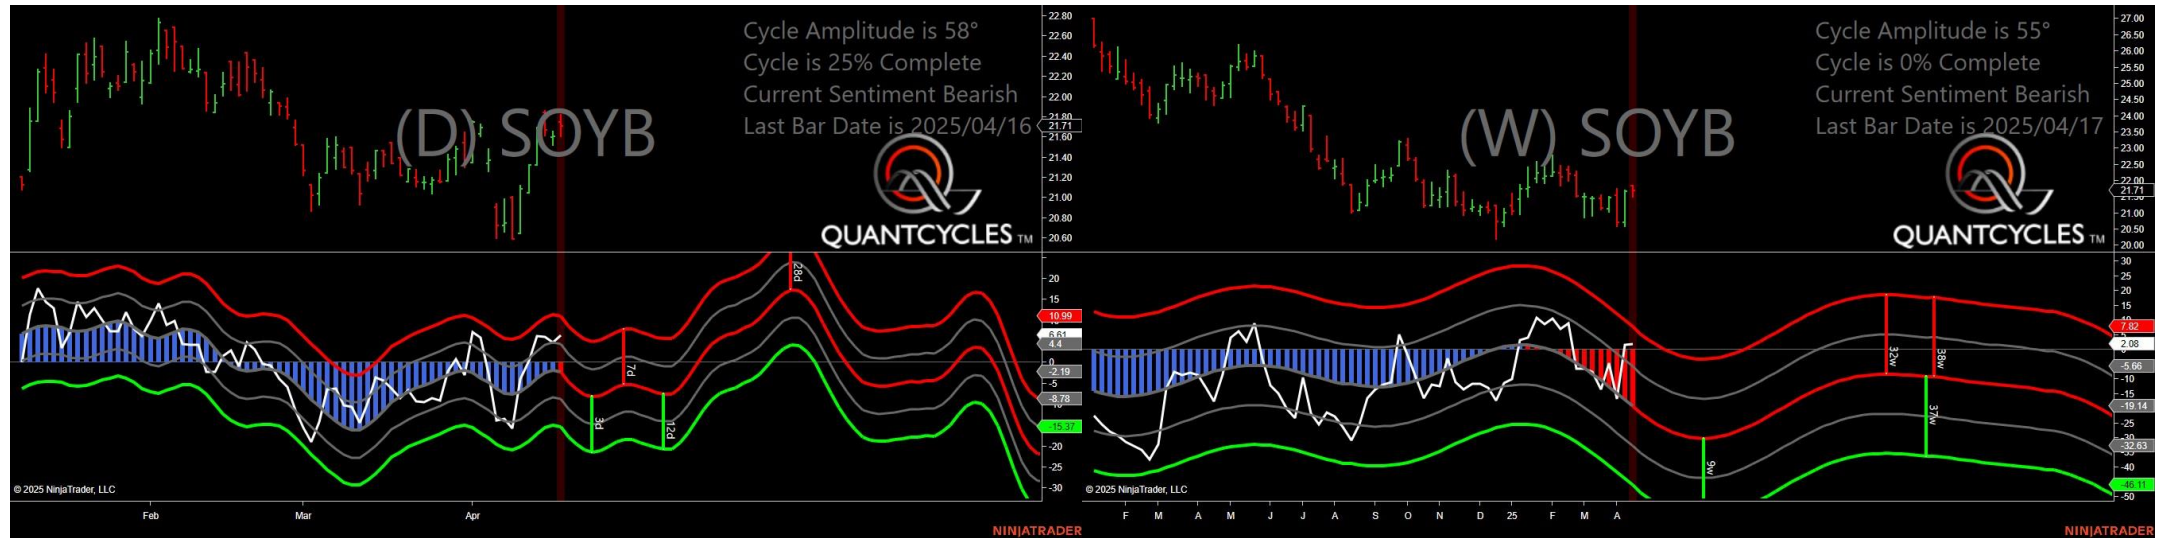 Cycle Amplitude is 58°
Cycle is 25% Complete
Current Sentiment Bearish
Last Bar Date is 2025/04/16
(D) SOYB
QUANTCYCLES TM
22.80
22.60
22.40
22.20
22.00
21.80
21.71
21.60
21.40
21.20
21.00
20.80
20.60
28d
7d
3d
12d
20
15
10.99
6.61
4.4
0
-2.19
-5
-8.78
-15.37
-20
-25
-30
© 2025 NinjaTrader, LLC
Feb Mar Apr
NINJATRADER
Cycle Amplitude is 55°
Cycle is 0% Complete
Current Sentiment Bearish
Last Bar Date is 2025/04/17
(W) SOYB
QUANTCYCLES TM
27.00
26.50
26.00
25.50
25.00
24.50
24.00
23.50
23.00
22.50
22.00
21.71
21.00
20.50
20.00
32w
38w
37w
9w
30
25
20
15
10
7.82
2.08
-5.66
-10
-19.14
-25
-32.63
-40
-46.11
-50
© 2025 NinjaTrader, LLC
F M A M J J A S O N D 25 F M A
NINJATRADER